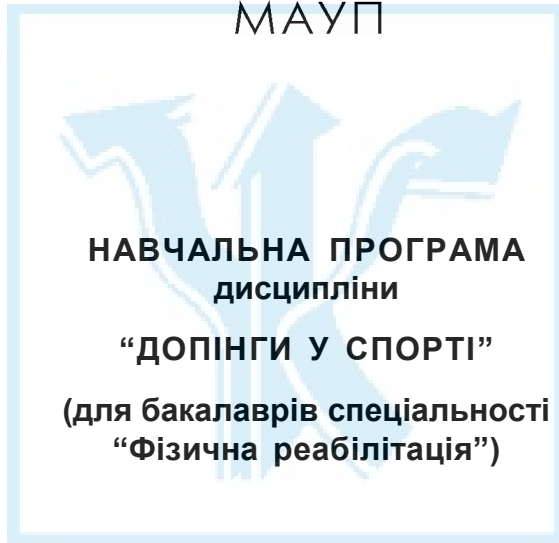 МАУП
НАВЧАЛЬНА ПРОГРАМА
дисципліни
“ДОПІНГИ У СПОРТІ”
(для бакалаврів спеціальності
“Фізична реабілітація”)